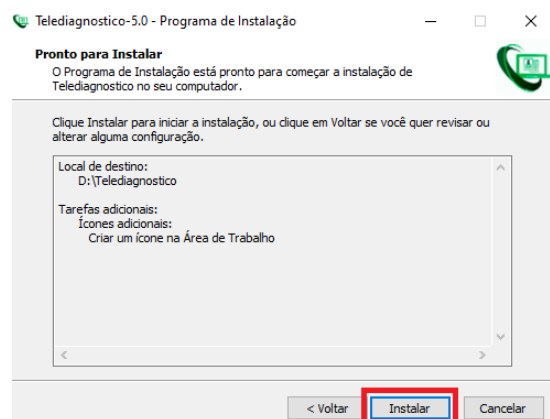 Telediagnostico-5.0 - Programa de Instalação
Pronto para Instalar
O Programa de Instalação está pronto para começar a instalação de
Telediagnostico no seu computador.
Clique Instalar para iniciar a instalação, ou clique em Voltar se você quer revisar ou
alterar alguma configuração.
Local de destino:
D:\Telediagnostico
Tarefas adicionais:
Ícones adicionais:
Criar um ícone na Área de Trabalho
< Voltar
Instalar
Cancelar